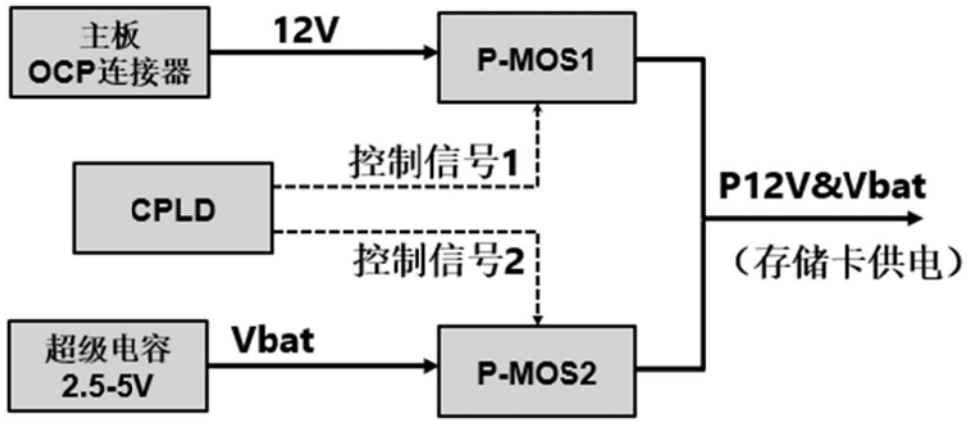 主板
OCP连接器
12V
P-MOS1
控制信号1
CPLD
P12V&Vbat
控制信号2
（存储卡供电）
超级电容
2.5-5V
Vbat
P-MOS2